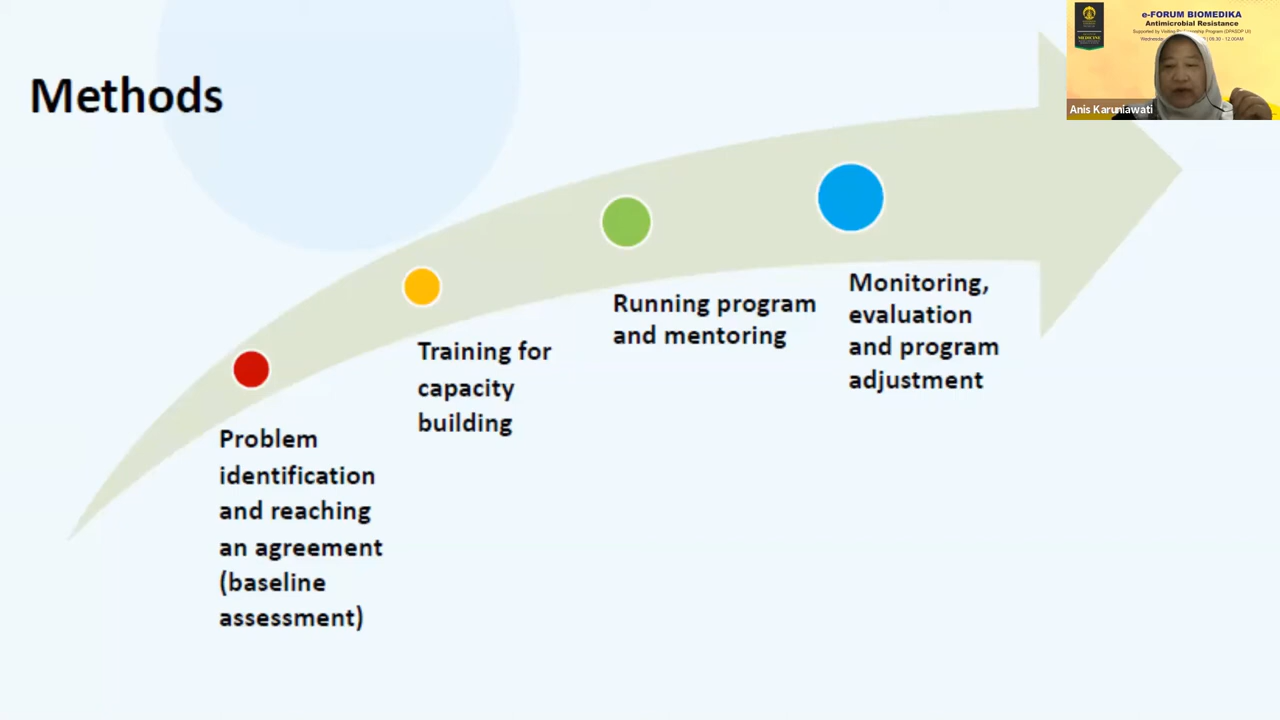 Methods
Problem
identification
and reaching
an agreement
(baseline
assessment)
Training for
capacity
building
Running program
and mentoring
Monitoring,
evaluation
and program
adjustment
e-FORUM BIOMEDIKA
Antimicrobial Resistance
Anis Karuniawati